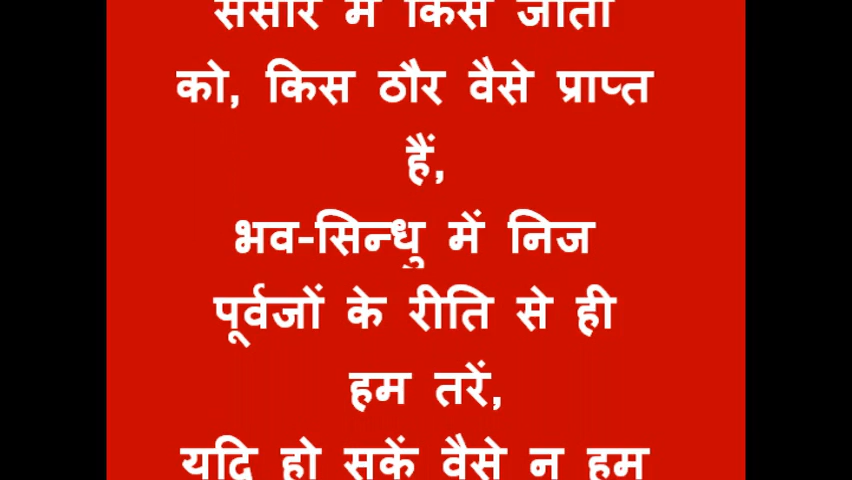 संसार में किस जाती
को, किस ठौर वैसे प्राप्त
हैं,
भव-सिन्धु में निज
पूर्वजों के रीति से ही
हम तरें,
यदि हो सकें वैसे न हम